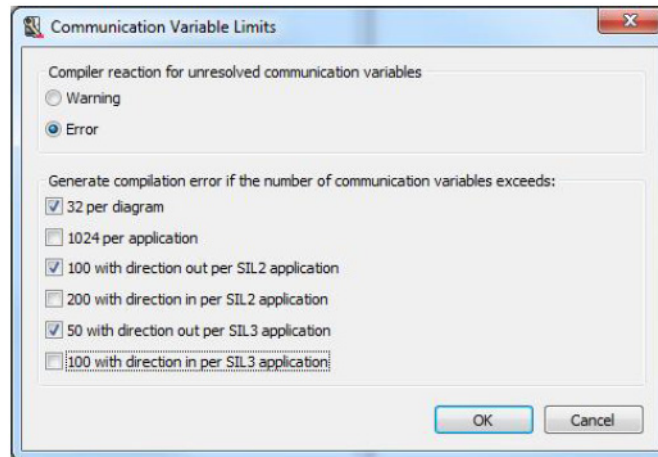 Communication Variable Limits
Compiler reaction for unresolved communication variables
Warning
Error
Generate compilation error if the number of communication variables exceeds:
32 per diagram
1024 per application
100 with direction out per SIL2 application
200 with direction in per SIL2 application
50 with direction out per SIL3 application
100 with direction in per SIL3 application
OK Cancel